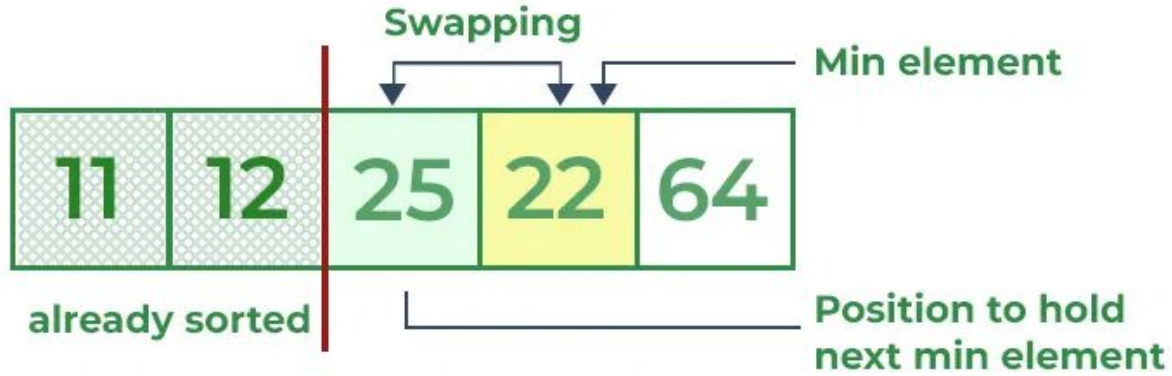 Swapping
Min element
11 12 25 22 64
already sorted
Position to hold
next min element